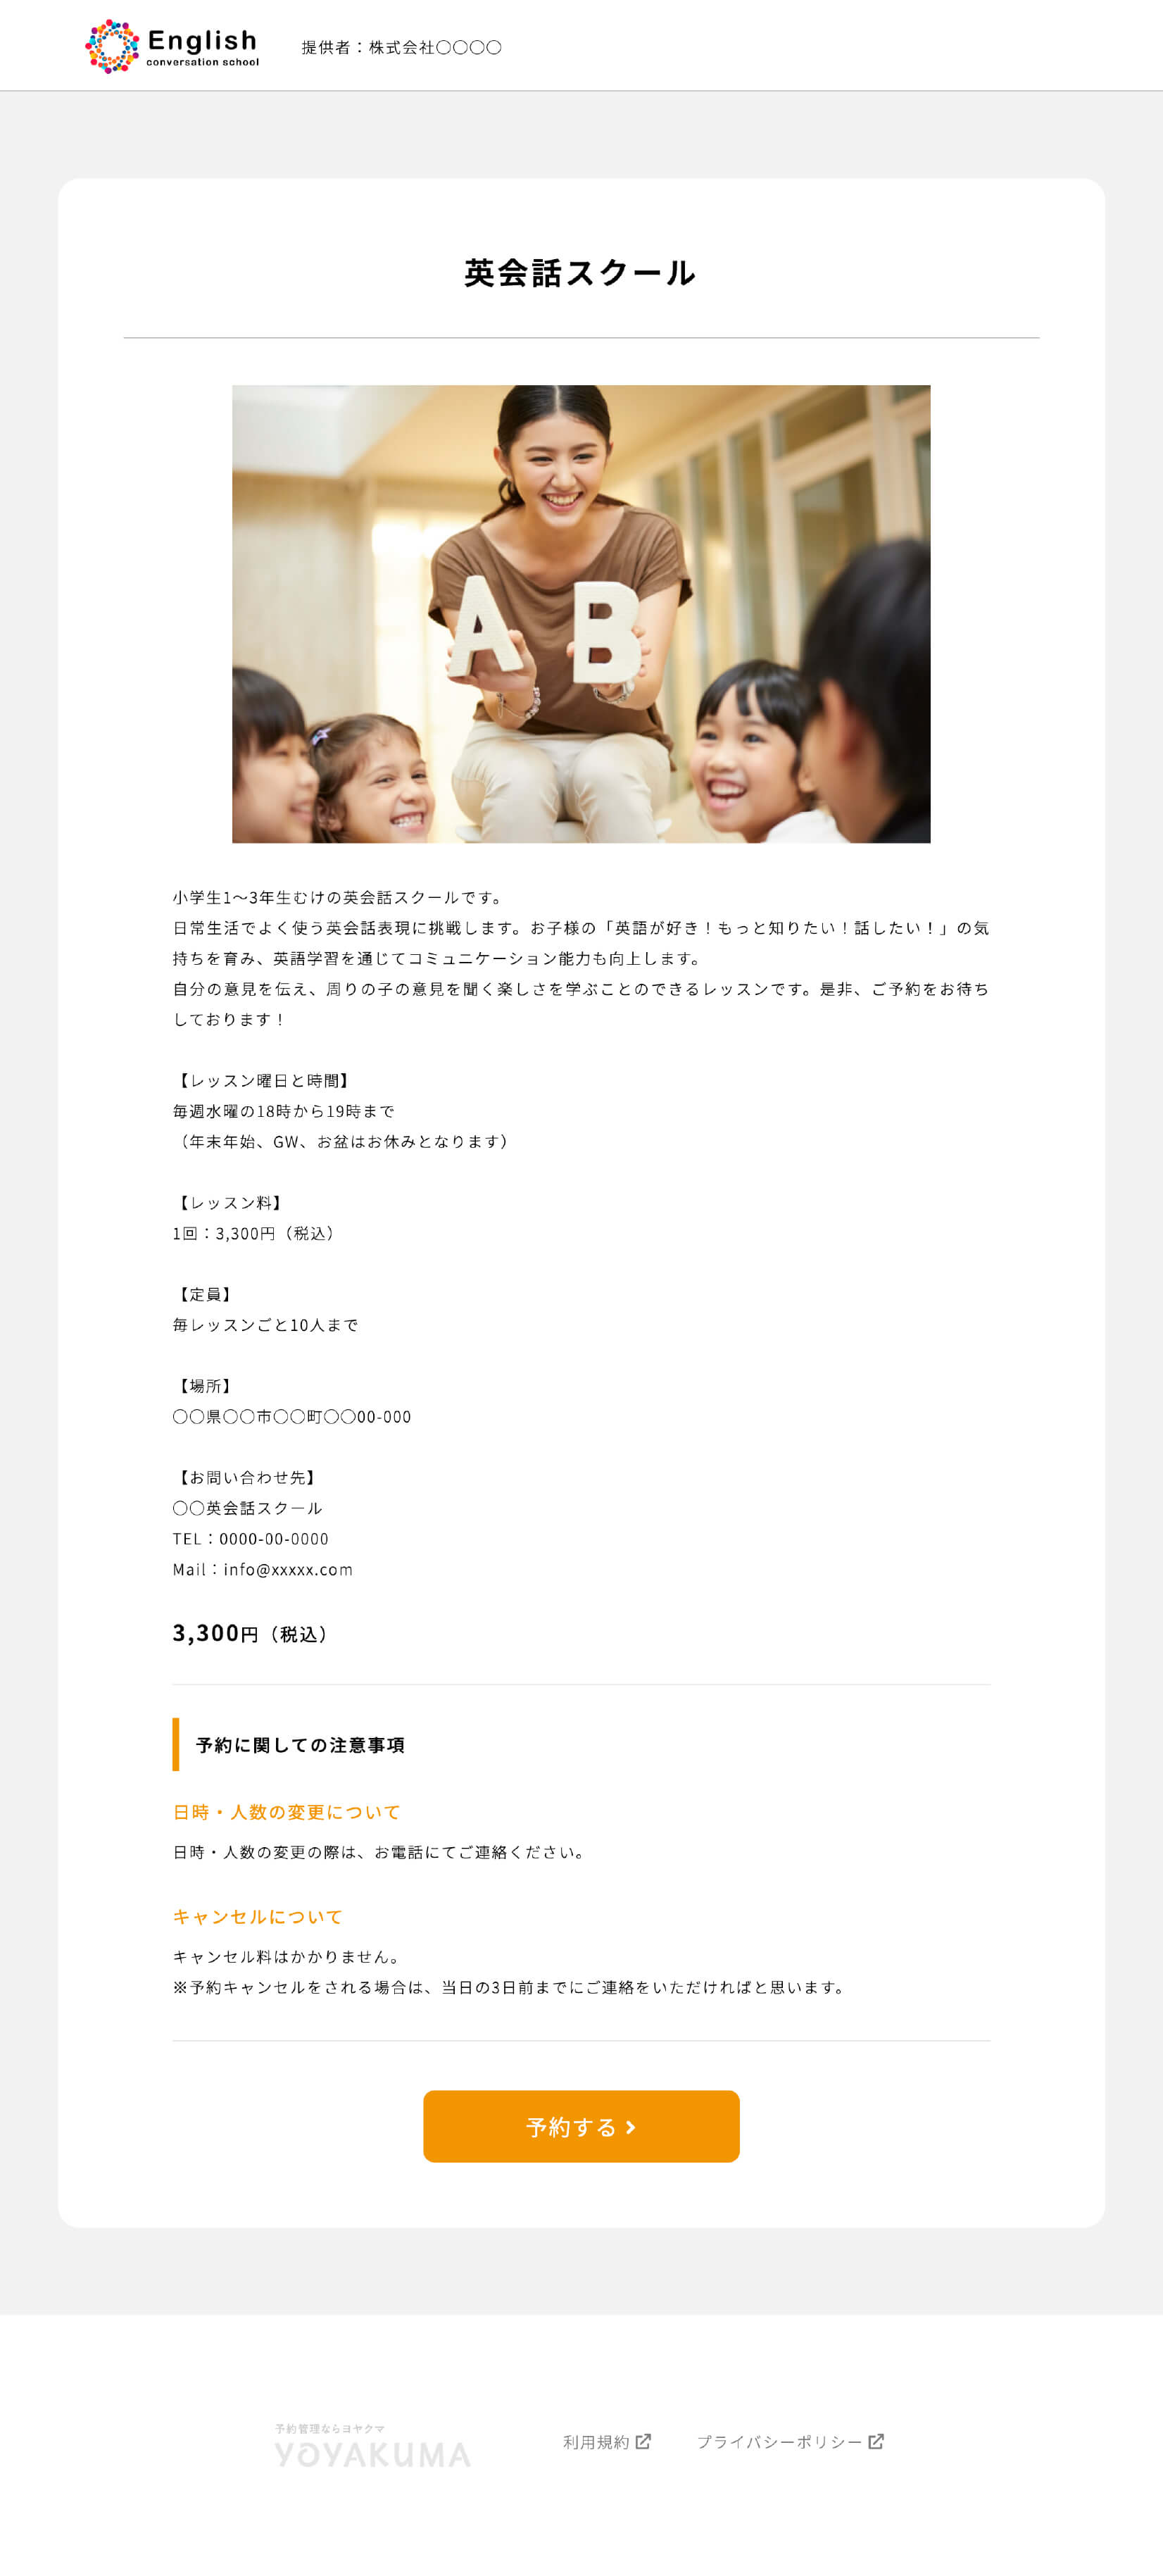 English
conversation school
提供者：株式会社〇〇〇〇
英会話スクール
A B
小学生1～3年生むけの英会話スクールです。
日常生活でよく使う英会話表現に挑戦します。お子様の「英語が好き！もっと知りたい！話したい！」の気
持ちを育み、英語学習を通じてコミュニケーション能力も向上します。
自分の意見を伝え、周りの子の意見を聞く楽しさを学ぶことのできるレッスンです。是非、ご予約をお待ち
しております！
【レッスン曜日と時間】
毎週水曜の18時から19時まで
（年末年始、GW、お盆はお休みとなります）
【レッスン料】
1回：3,300円（税込）
【定員】
毎レッスンごと10人まで
【場所】
〇〇県〇〇市〇〇町〇〇00-000
【お問い合わせ先】
〇〇英会話スクール
TEL：0000-00-0000
Mail：info@xxxxx.com
3,300円（税込）
予約に関しての注意事項
日時・人数の変更について
日時・人数の変更の際は、お電話にてご連絡ください。
キャンセルについて
キャンセル料はかかりません。
※予約キャンセルをされる場合は、当日の3日前までにご連絡をいただければと思います。
予約する
予約管理ならヨヤクマ
YOYAKUMA
利用規約
プライバシーポリシー